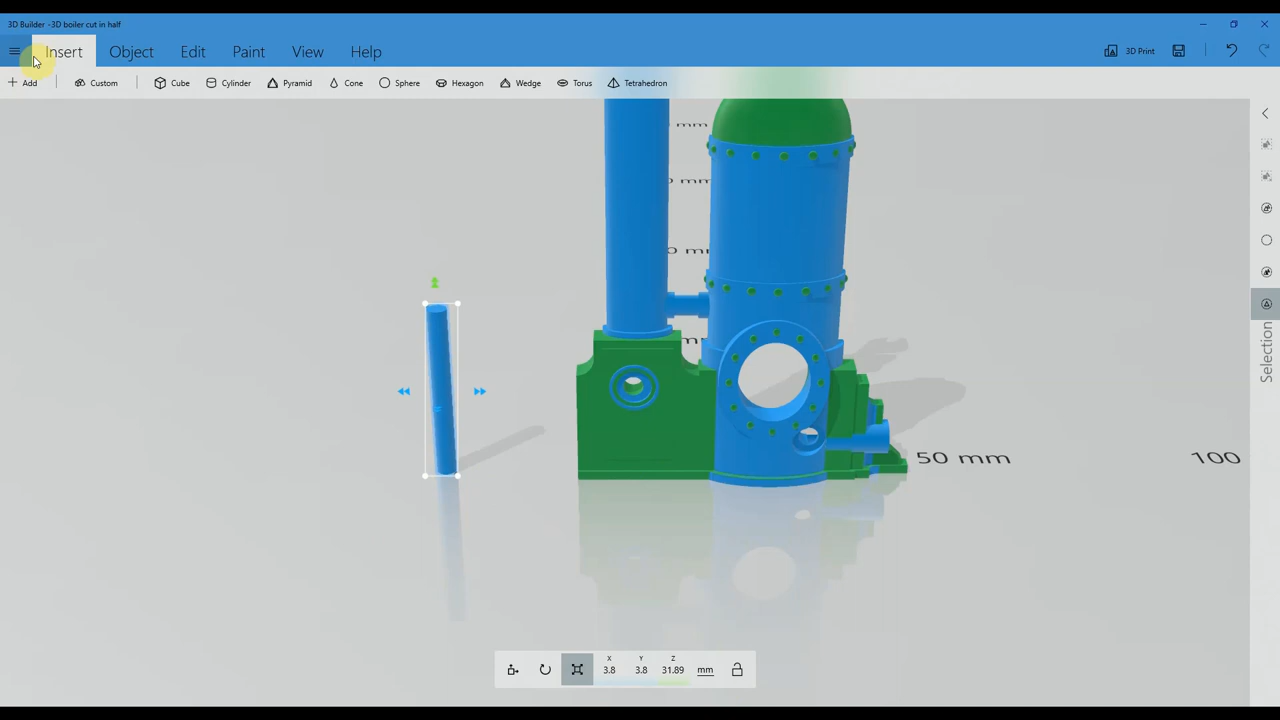 3D Builder -3D boiler cut in half
Insert Object Edit Paint View Help 3D Print
Add Custom Cube Cylinder Pyramid Cone Sphere Hexagon Wedge Torus Tetrahedron
mm
mm
0 mm
m
50 mm 100
Selection
X Y Z
3.8 3.8 31.89 mm